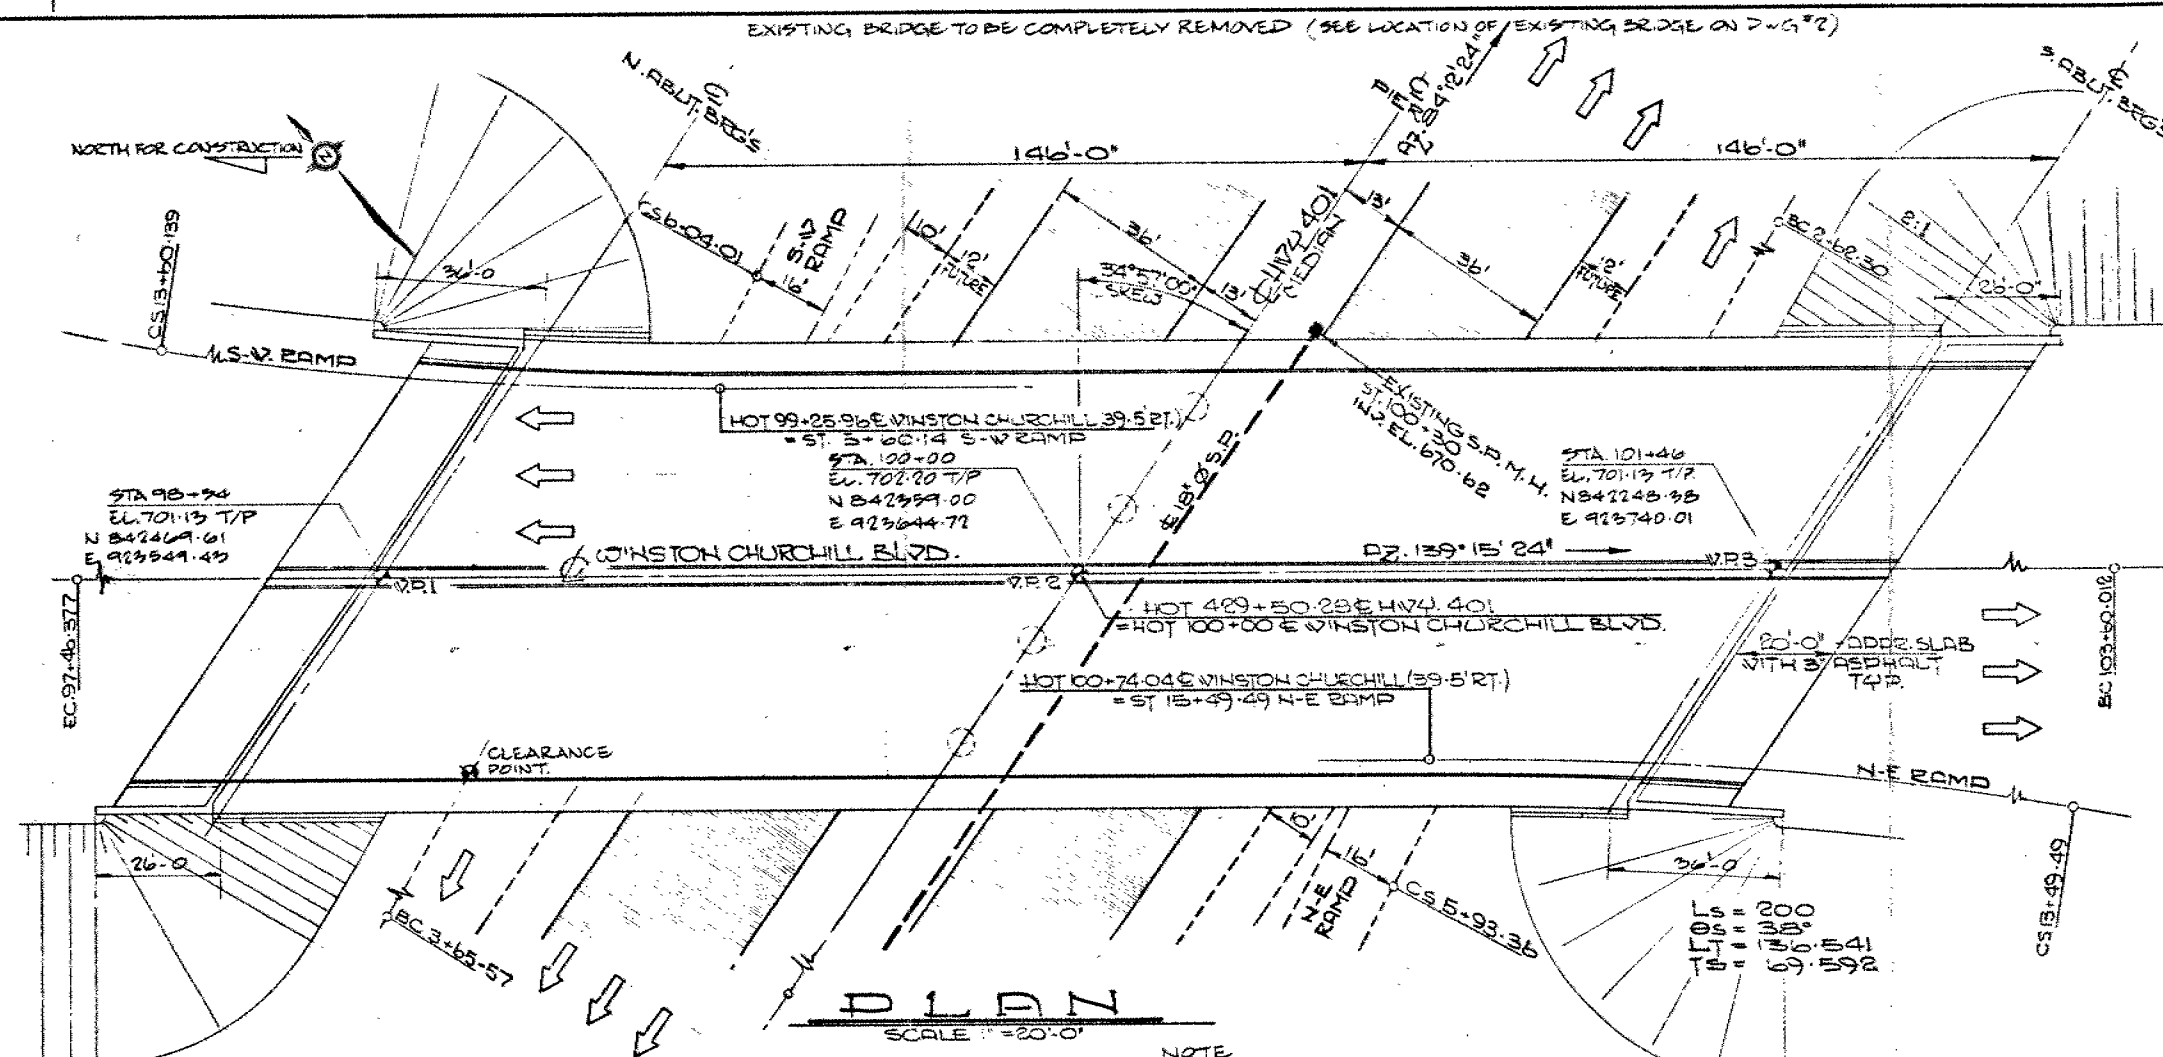 EXISTING BRIDGE TO BE COMPLETELY REMOVED (SEE LOCATION OF EXISTING BRIDGE ON DWG #2)
N. ABUT. BRG'S
℄
PIER
AZ. 84°12'24"
S. ABUT. BRG'S
℄
NORTH FOR CONSTRUCTION
N
146'-0"
146'-0"
CS 13+60.139
36'-0
CS 6-04.01
S-W
RAMP
16'
10'
12'
FUTURE
36'
34°57'00"
SKEW
13'
℄ HWY 401
MEDIAN
13'
36'
12'
FUTURE
BC 2-62.30
2:1
26'-0"
S-W. RAMP
HOT 99+25.96 ℄ WINSTON CHURCHILL 39.5' RT.)
= ST. 3+60.14 S-W RAMP
EXISTING S.P. M.H.
ST. 100+30
INV. EL. 670.62
STA. 100+00
EL. 702.20 T/P
N 842359.00
E 923644.72
℄ 18" Ø S.P.
STA. 101+46
EL. 701.13 T/P
N 842248.38
E 923740.01
STA 98+54
EL. 701.13 T/P
N 842469.61
E 923549.43
℄ WINSTON CHURCHILL BLVD.
AZ. 139°15'24"
W.P.1
W.P.2
W.P.3
EC 97+46.377
HOT 429+50.28 ℄ HWY. 401
= HOT 100+00 ℄ WINSTON CHURCHILL BLVD.
BC 103+60.012
20'-0" APPR. SLAB
WITH 3" ASPHALT
TYP.
HOT 100+74.04 ℄ WINSTON CHURCHILL (39.5' RT.)
= ST 15+49.49 N-E RAMP
CLEARANCE
POINT.
N-E RAMP
26'-0
BC 3+65.57
16'
N-E
RAMP
CS 5+93.36
36'-0
Ls = 200
θs = 38°
LT = 136.541
TS = 69.592
CS 13+49.49
PLAN
SCALE 1" = 20'-0"
NOTE